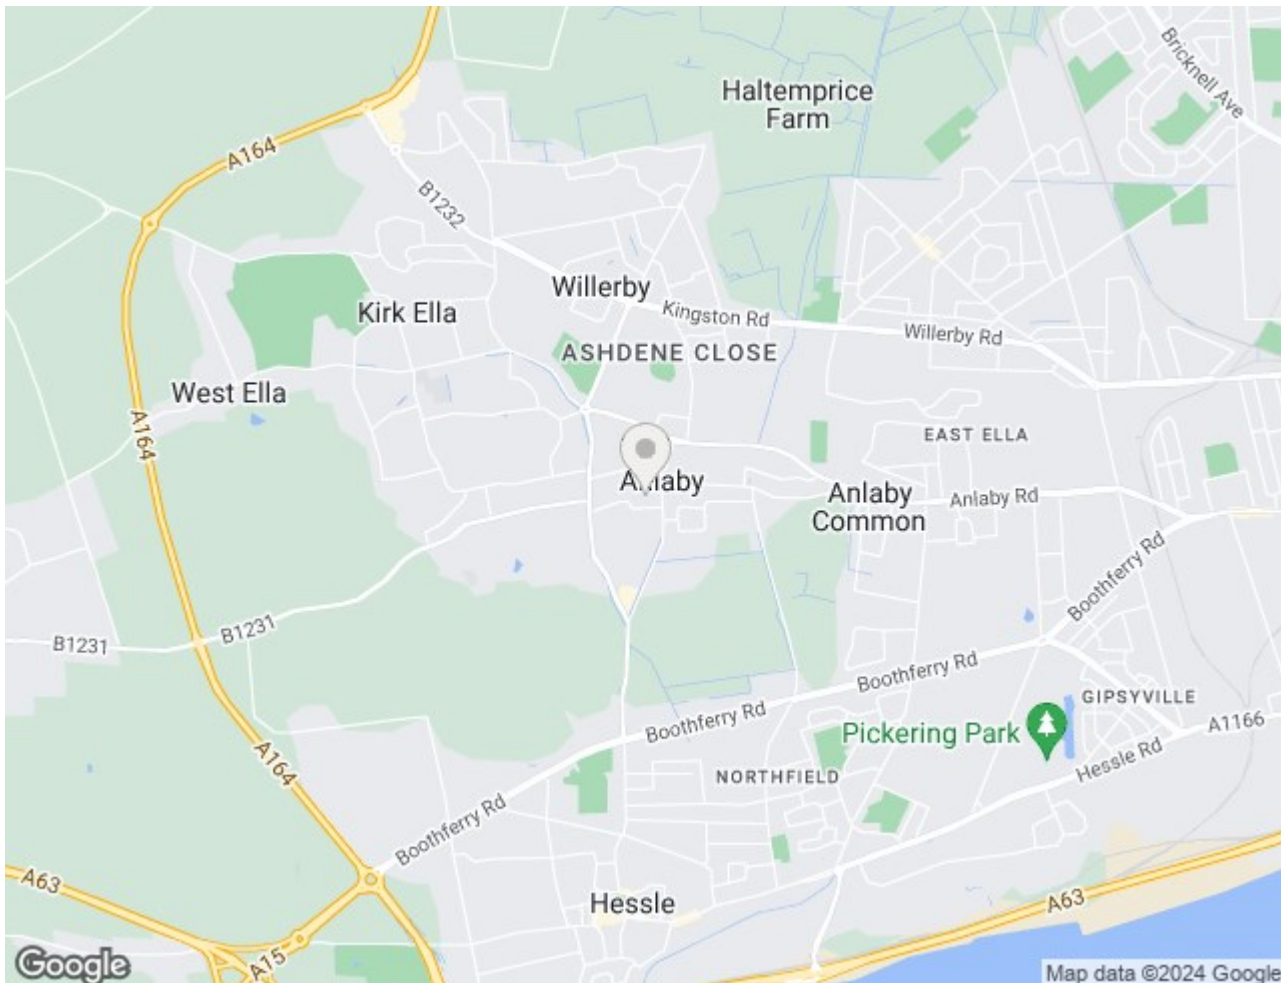 Bricknell Ave
Haltemprice
Farm
A164
B1232
Willerby
Kingston Rd
Willerby Rd
Kirk Ella
ASHDENE CLOSE
West Ella
A164
EAST ELLA
Anlaby
Anlaby
Common
Anlaby Rd
Boothferry Rd
B1231
B1231
Boothferry Rd
GIPSYVILLE
Boothferry Rd
A1166
Pickering Park
Hessle Rd
A164
NORTHFIELD
Boothferry Rd
A63
Hessle
A63
A15
Google
Map data ©2024 Google